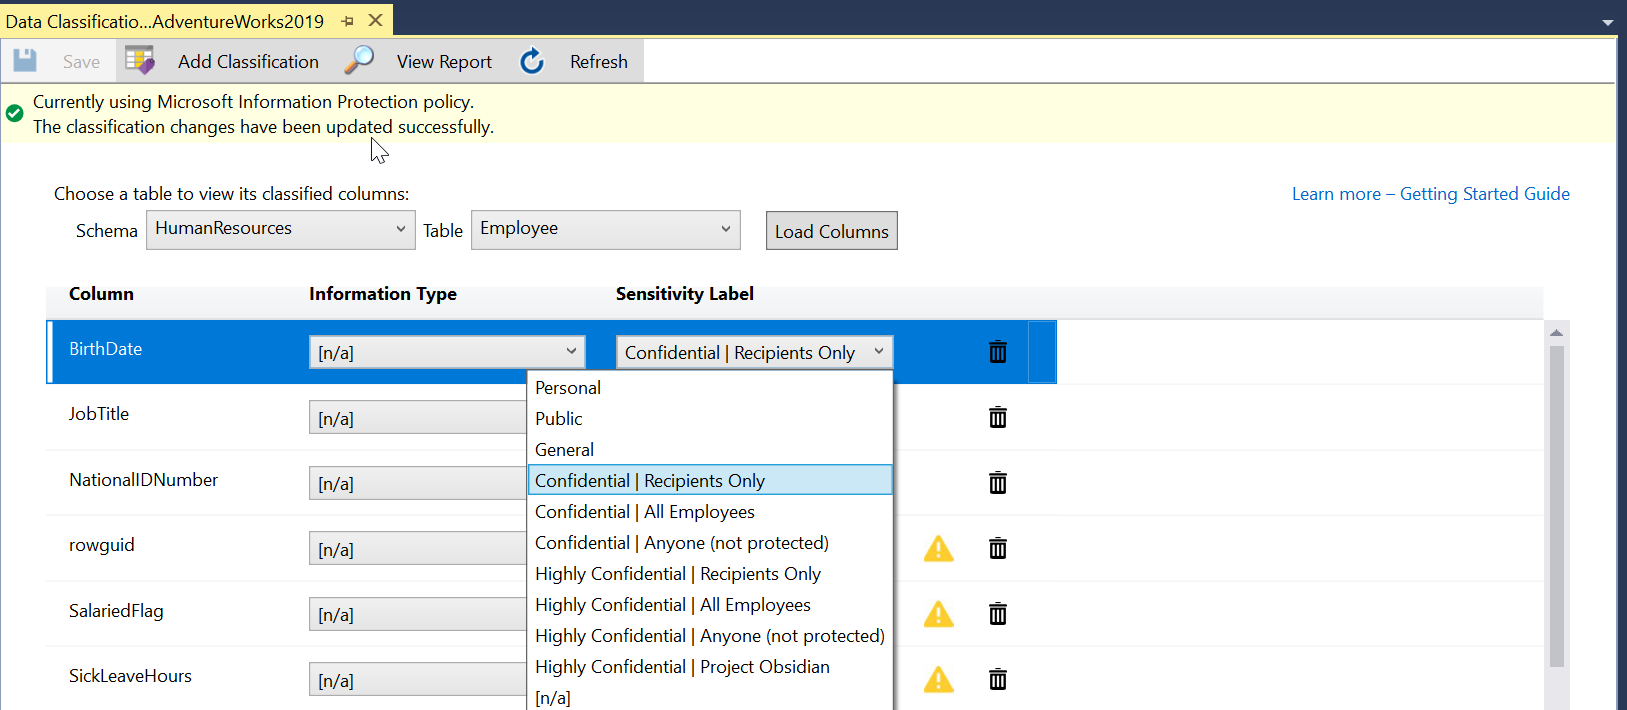 Data Classificatio...AdventureWorks2019
Save Add Classification View Report Refresh
Currently using Microsoft Information Protection policy.
The classification changes have been updated successfully.
Choose a table to view its classified columns:
Learn more – Getting Started Guide
Schema HumanResources Table Employee Load Columns
Column Information Type Sensitivity Label
BirthDate [n/a] Confidential | Recipients Only
Personal
JobTitle [n/a] Public
General
NationalIDNumber [n/a] Confidential | Recipients Only
Confidential | All Employees
rowguid [n/a] Confidential | Anyone (not protected)
Highly Confidential | Recipients Only
SalariedFlag [n/a] Highly Confidential | All Employees
Highly Confidential | Anyone (not protected)
SickLeaveHours [n/a] Highly Confidential | Project Obsidian
[n/a]